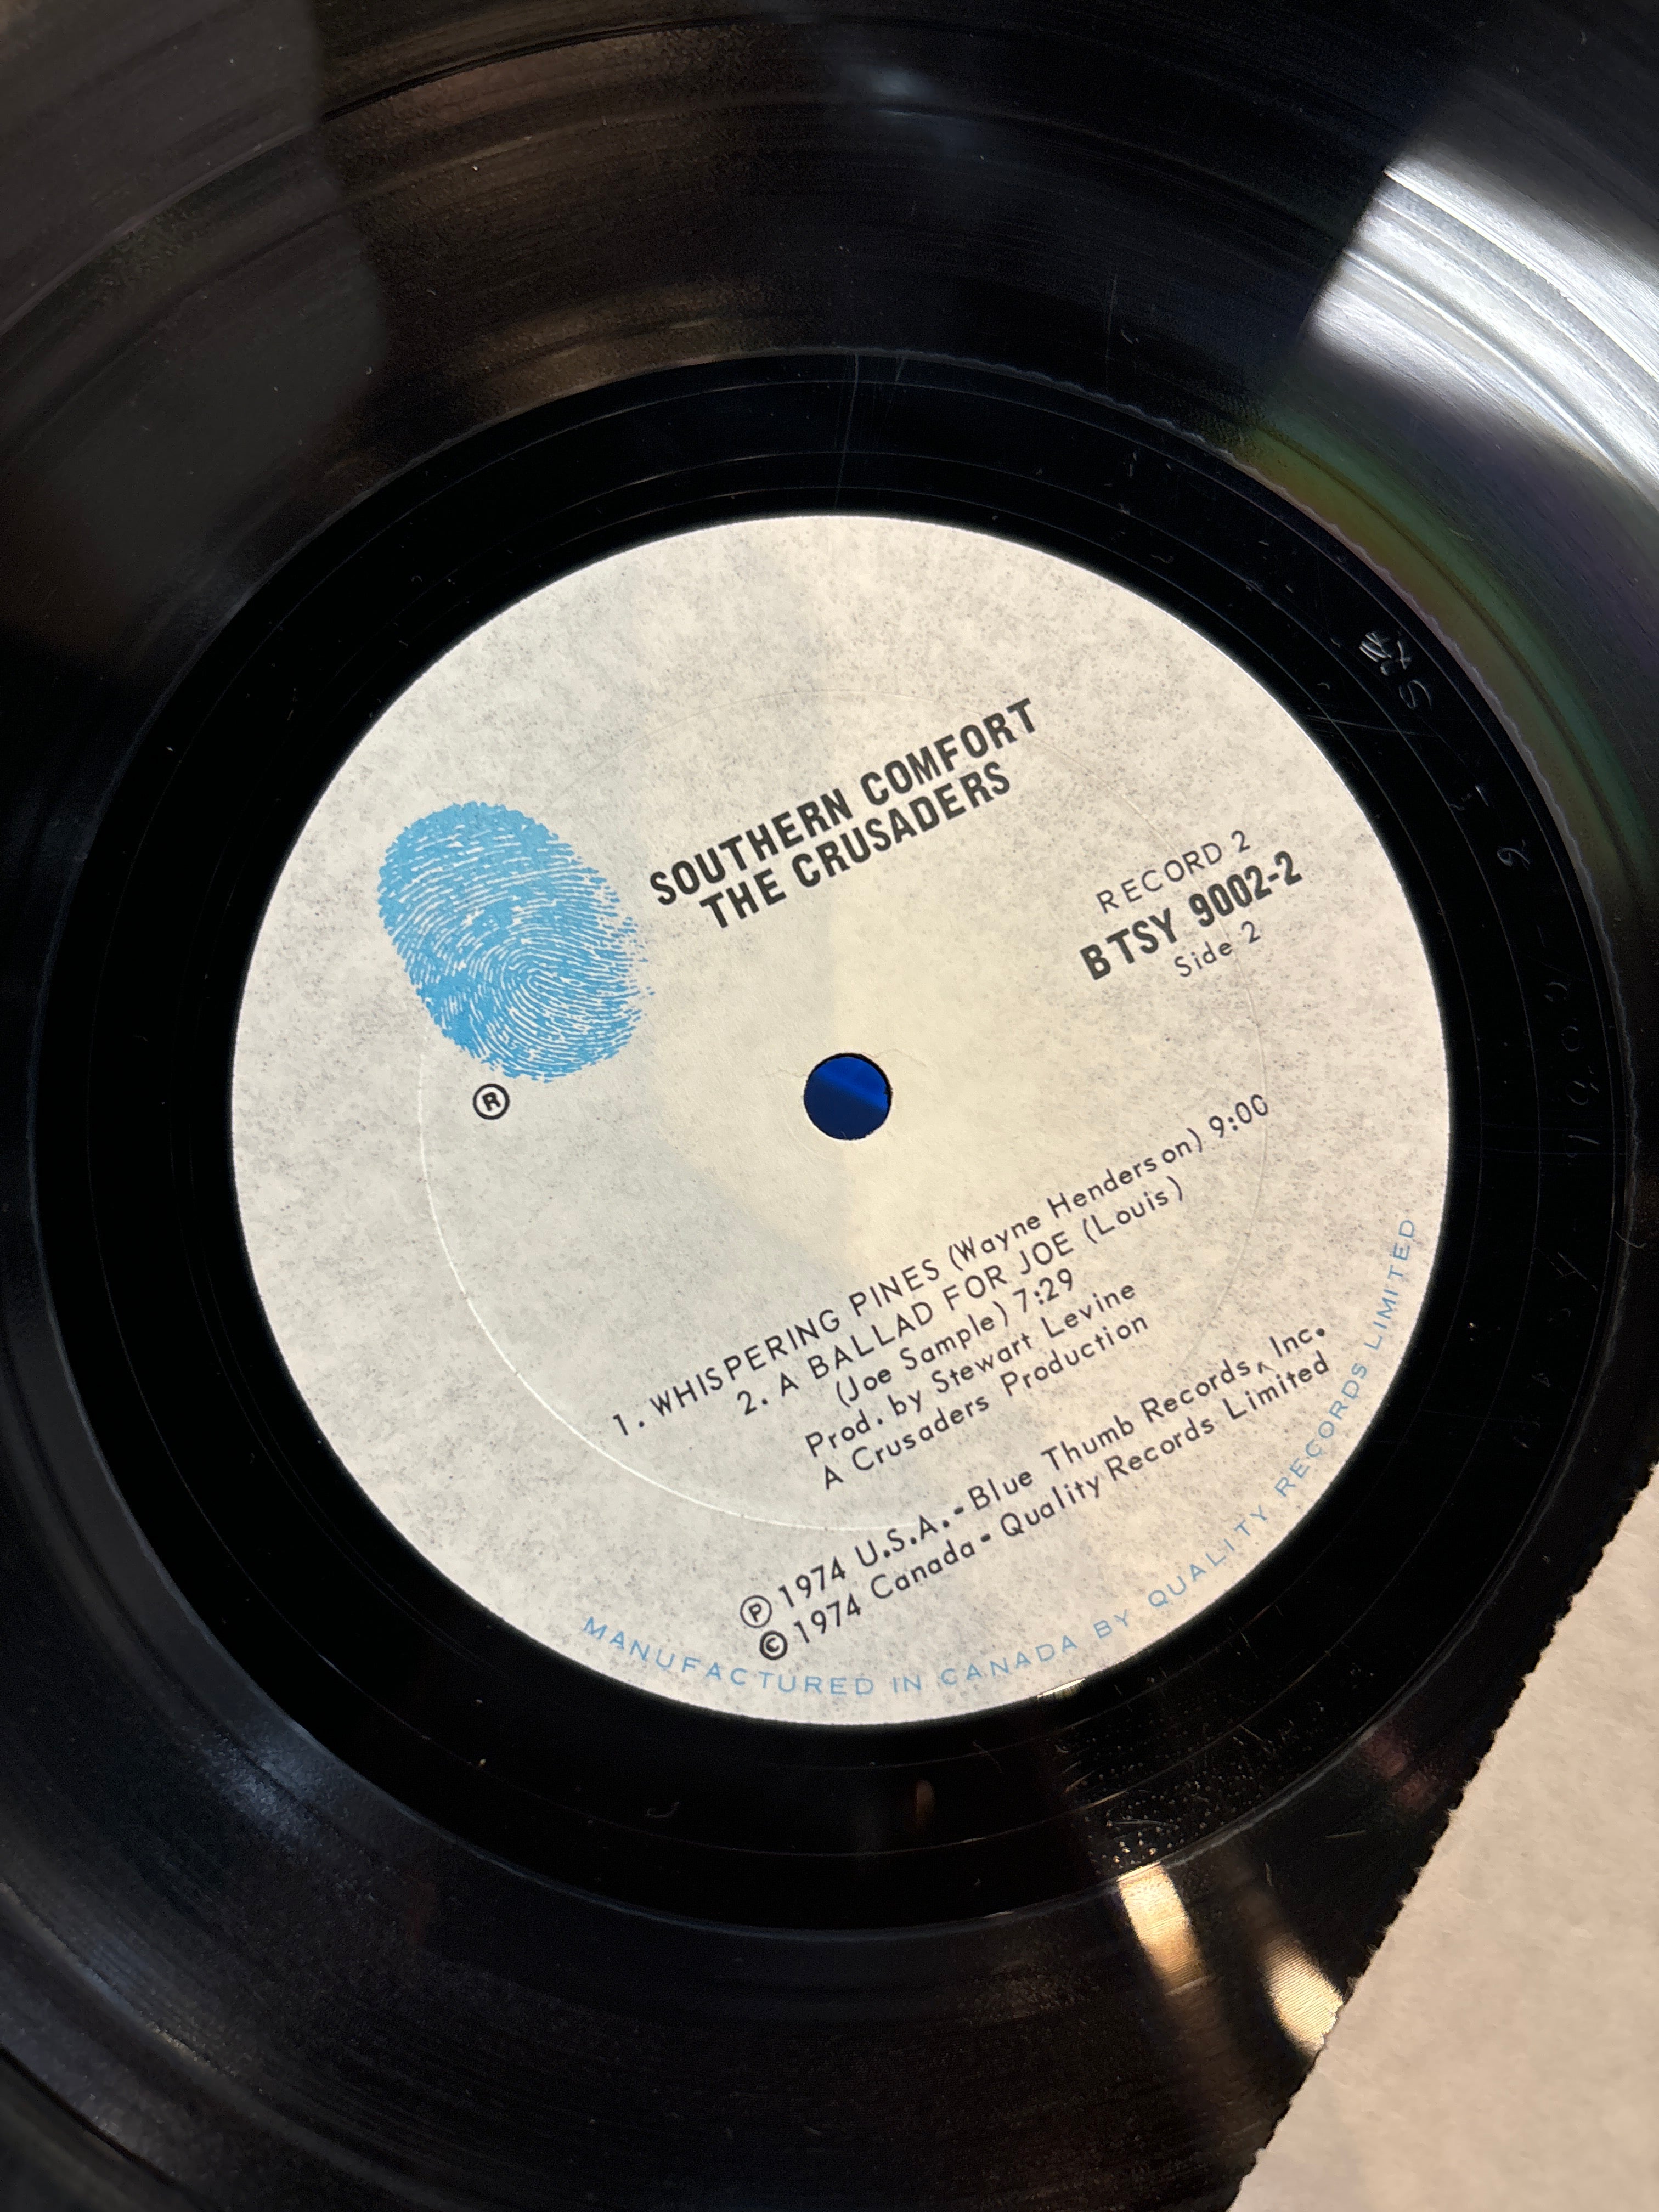 SOUTHERN COMFORT
THE CRUSADERS
RECORD 2
BTSY 9002-2
Side 2
®
1. WHISPERING PINES (Wayne Henderson) 9:00
2. A BALLAD FOR JOE (Louis)
(Joe Sample) 7:29
Prod. by Stewart Levine
A Crusaders Production
℗ 1974 U.S.A.-Blue Thumb Records, Inc.
© 1974 Canada - Quality Records Limited
MANUFACTURED IN CANADA BY QUALITY RECORDS LIMITED